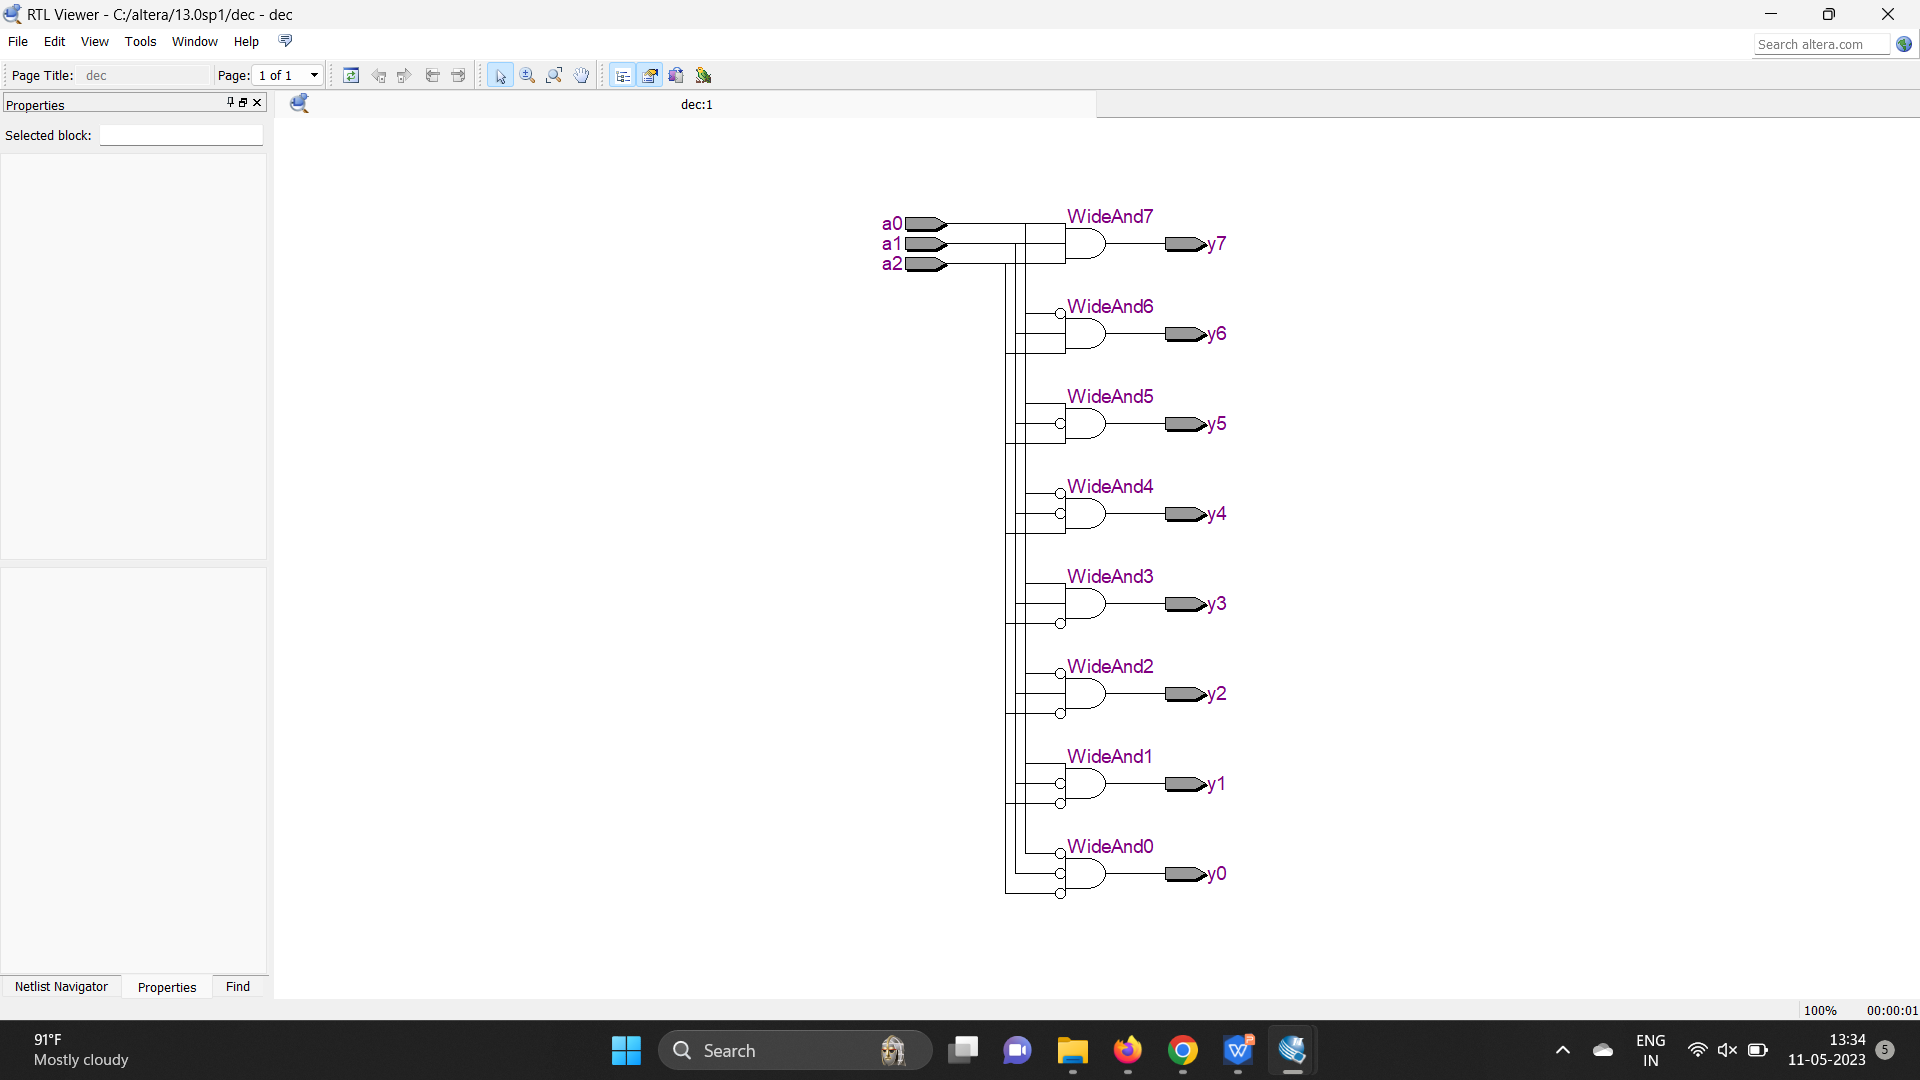 RTL Viewer - C:/altera/13.0sp1/dec - dec
File Edit View Tools Window Help
Search altera.com
Page Title: dec Page: 1 of 1
Properties
dec:1
Selected block:
a0
a1
a2
WideAnd7
y7
WideAnd6
y6
WideAnd5
y5
WideAnd4
y4
WideAnd3
y3
WideAnd2
y2
WideAnd1
y1
WideAnd0
y0
Netlist Navigator Properties Find
100% 00:00:01
91°F
Mostly cloudy
Search
ENG
IN
13:34
11-05-2023
5